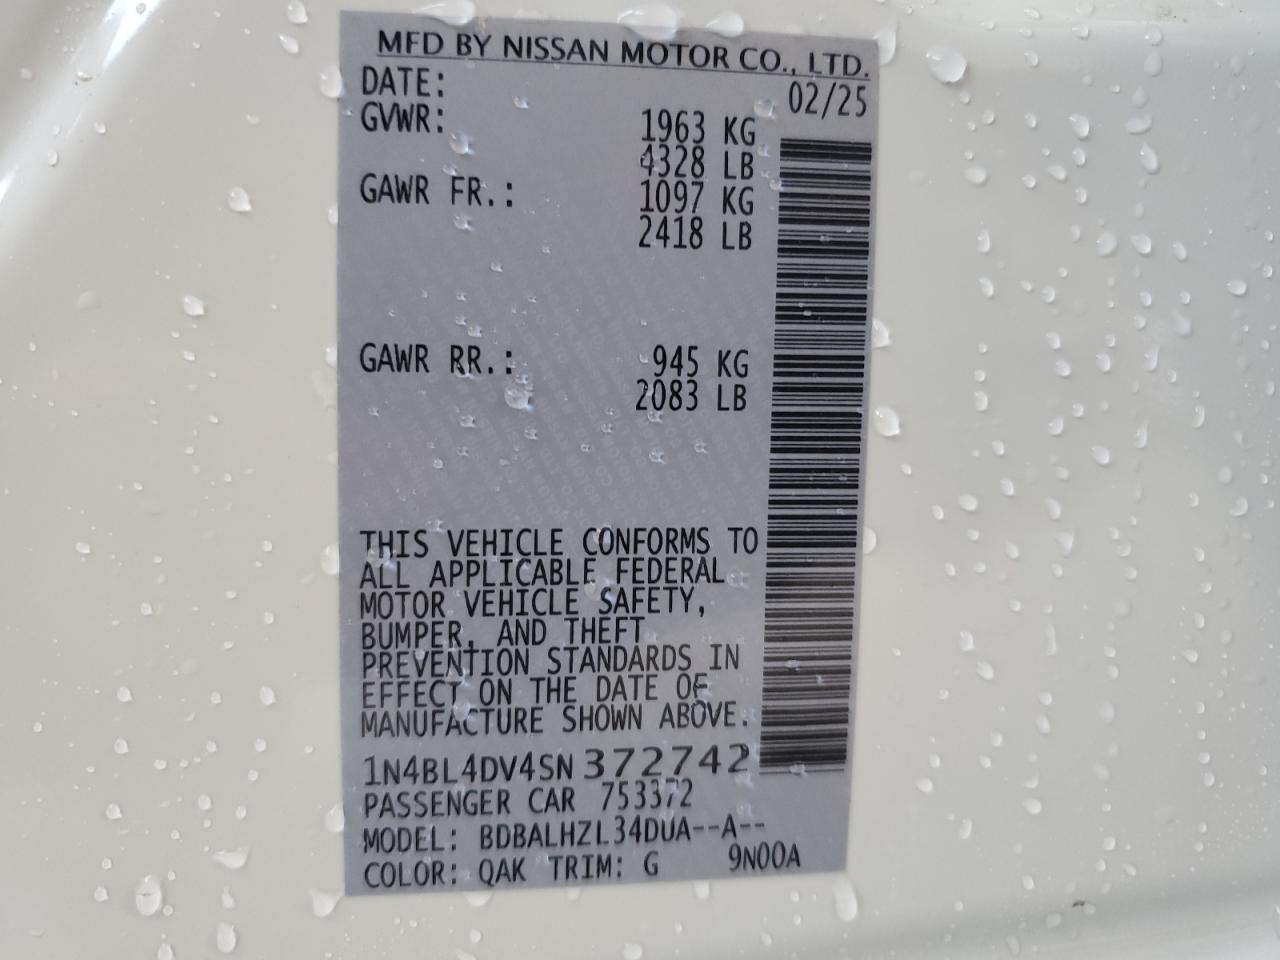 MFD BY NISSAN MOTOR CO., LTD.
DATE: 02/25
GVWR: 1963 KG
4328 LB
GAWR FR.: 1097 KG
2418 LB
GAWR RR.: 945 KG
2083 LB
THIS VEHICLE CONFORMS TO
ALL APPLICABLE FEDERAL
MOTOR VEHICLE SAFETY,
BUMPER, AND THEFT
PREVENTION STANDARDS IN
EFFECT ON THE DATE OF
MANUFACTURE SHOWN ABOVE.
1N4BL4DV4SN372742
PASSENGER CAR 753372
MODEL: BDBALHZL34DUA--A--
COLOR: QAK TRIM: G 9N00A